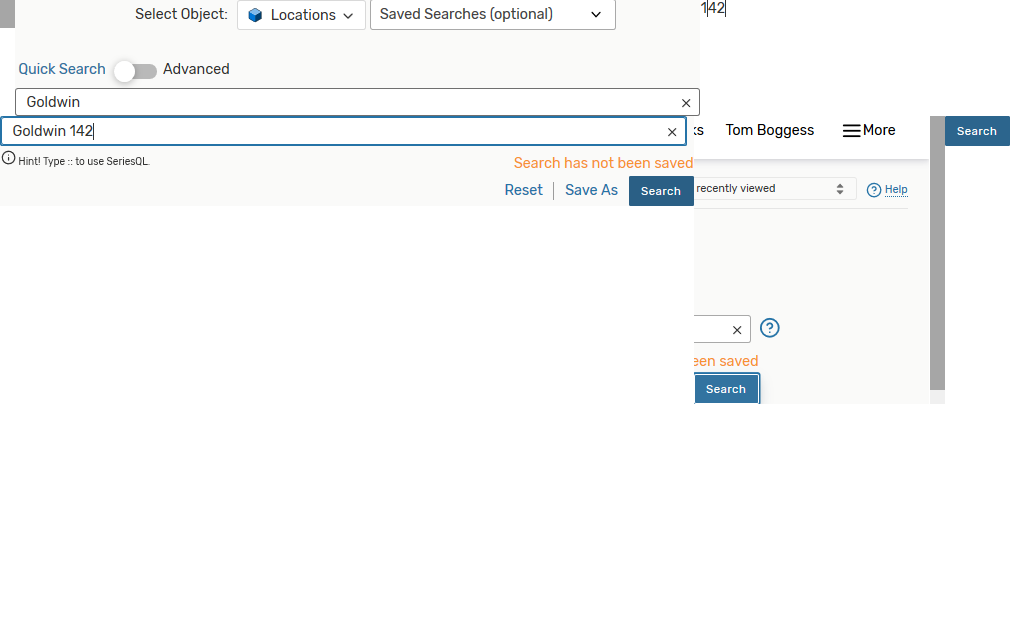 Select Object: Locations Saved Searches (optional)
142
Quick Search Advanced
Goldwin
Goldwin 142
ks Tom Boggess More Search
Hint! Type :: to use SeriesQL.
Search has not been saved
Reset Save As Search recently viewed Help
een saved
Search